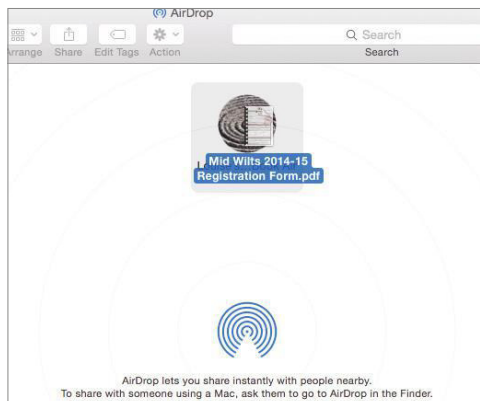 AirDrop
Search
Arrange Share Edit Tags Action Search
Mid Wilts 2014-15
Registration Form.pdf
AirDrop lets you share instantly with people nearby.
To share with someone using a Mac, ask them to go to AirDrop in the Finder.